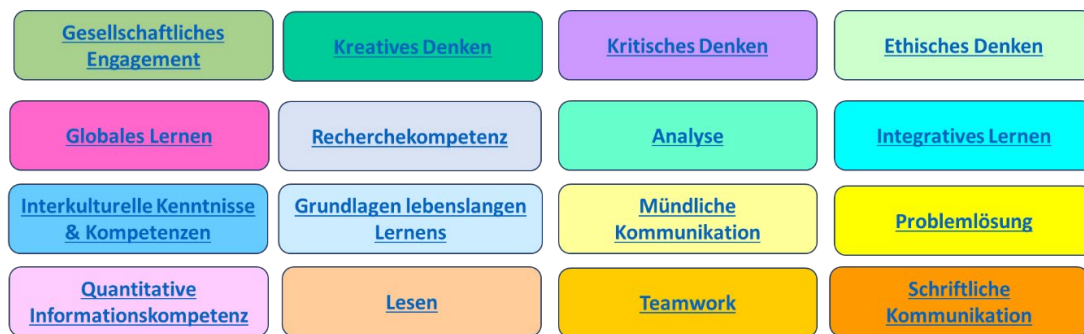 Gesellschaftliches
Engagement
Kreatives Denken
Kritisches Denken
Ethisches Denken
Globales Lernen
Recherchekompetenz
Analyse
Integratives Lernen
Interkulturelle Kenntnisse
& Kompetenzen
Grundlagen lebenslangen
Lernens
Mündliche
Kommunikation
Problemlösung
Quantitative
Informationskompetenz
Lesen
Teamwork
Schriftliche
Kommunikation